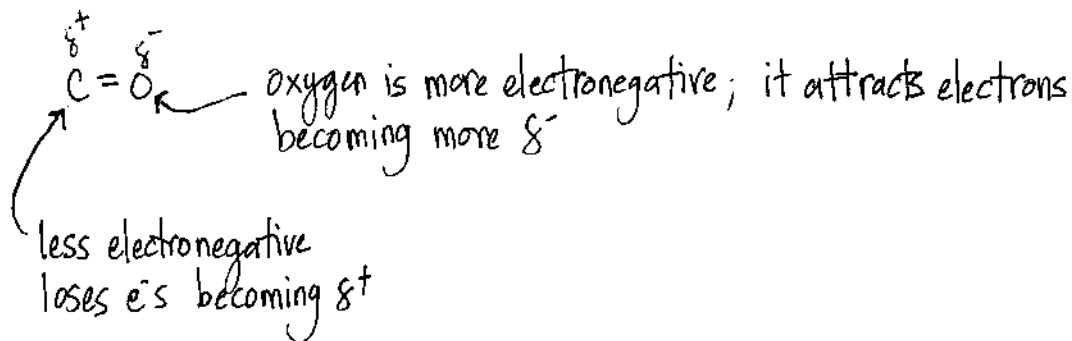 δ⁺ δ⁻
C = O
oxygen is more electronegative; it attracts electrons
becoming more δ⁻
less electronegative
loses e⁻s becoming δ⁺